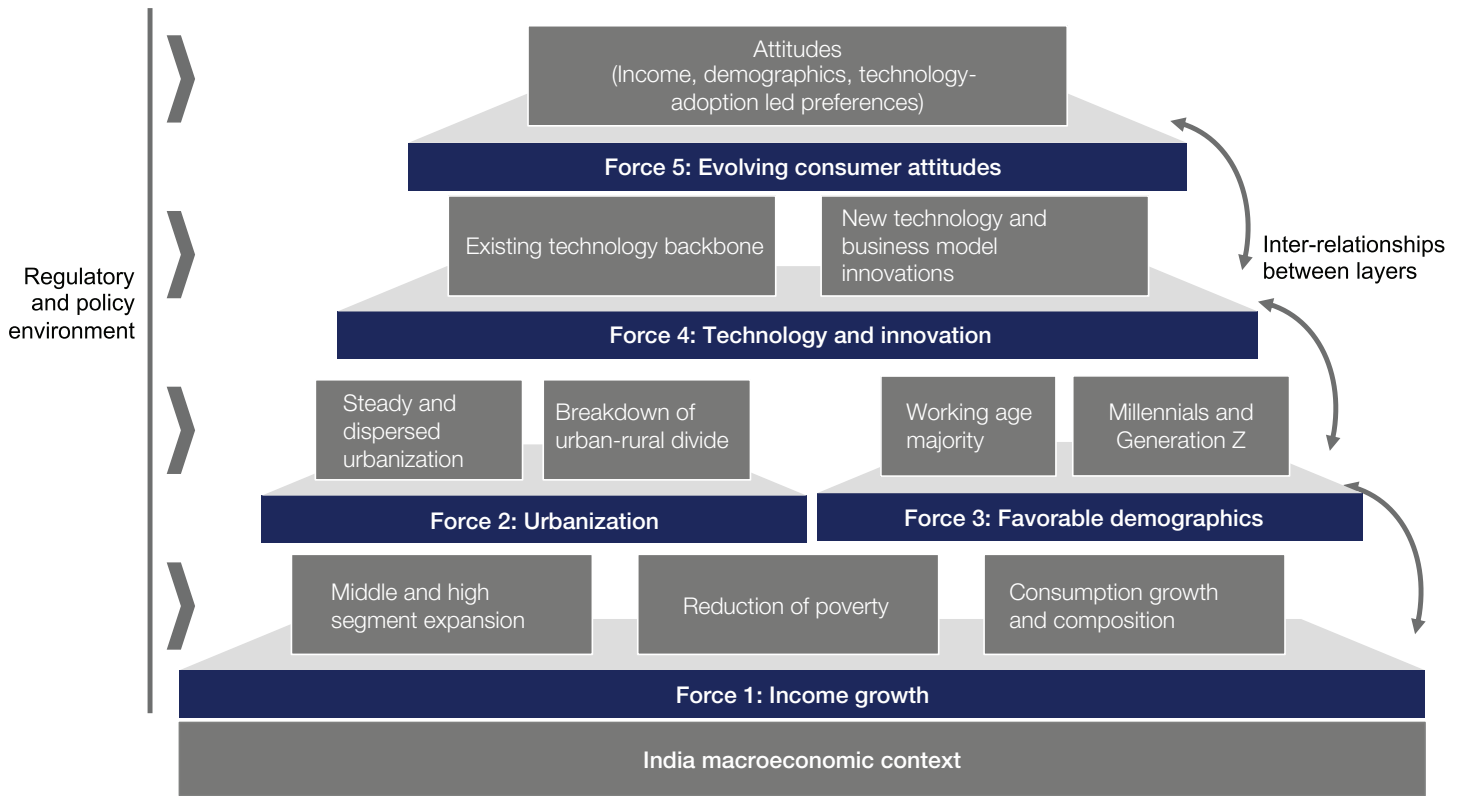 Attitudes
(Income, demographics, technology-
adoption led preferences)
Force 5: Evolving consumer attitudes
Existing technology backbone
New technology and
business model
innovations
Inter-relationships
between layers
Regulatory
and policy
environment
Force 4: Technology and innovation
Steady and
dispersed
urbanization
Breakdown of
urban-rural divide
Working age
majority
Millennials and
Generation Z
Force 2: Urbanization
Force 3: Favorable demographics
Middle and high
segment expansion
Reduction of poverty
Consumption growth
and composition
Force 1: Income growth
India macroeconomic context